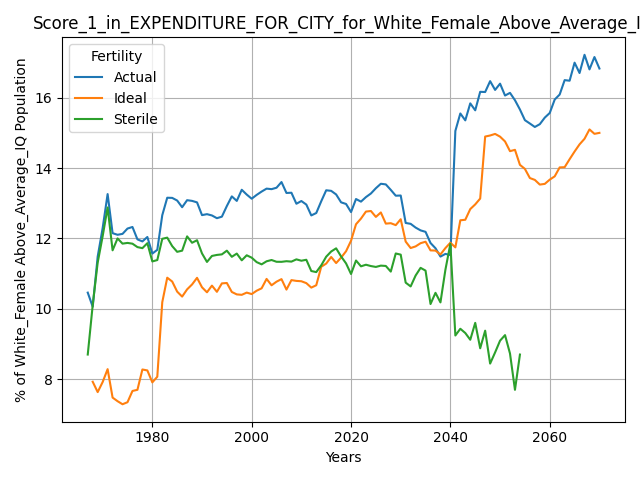 Score_1_in_EXPENDITURE_FOR_CITY_for_White_Female_Above_Average_I
Fertility
Actual
Ideal
Sterile
% of White_Female Above_Average_IQ Population
16
14
12
10
8
1980
2000
2020
2040
2060
Years